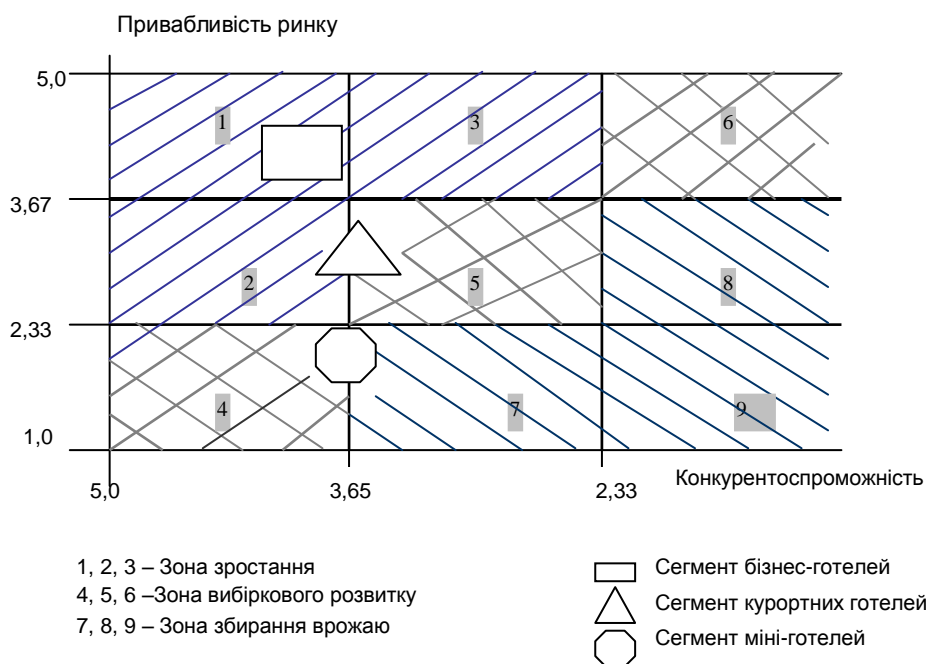 Привабливість ринку
5,0
1
3
6
3,67
2
5
8
2,33
4
7
9
1,0
5,0
3,65
2,33
Конкурентоспроможність
1, 2, 3 – Зона зростання
4, 5, 6 –Зона вибіркового розвитку
7, 8, 9 – Зона збирання врожаю
Сегмент бізнес-готелей
Сегмент курортних готелей
Сегмент міні-готелей